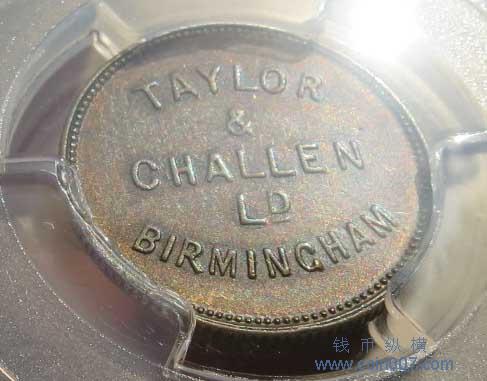 TAYLOR
&
CHALLEN
LD
BIRMINGHAM
钱币纵横
www.coin007.com